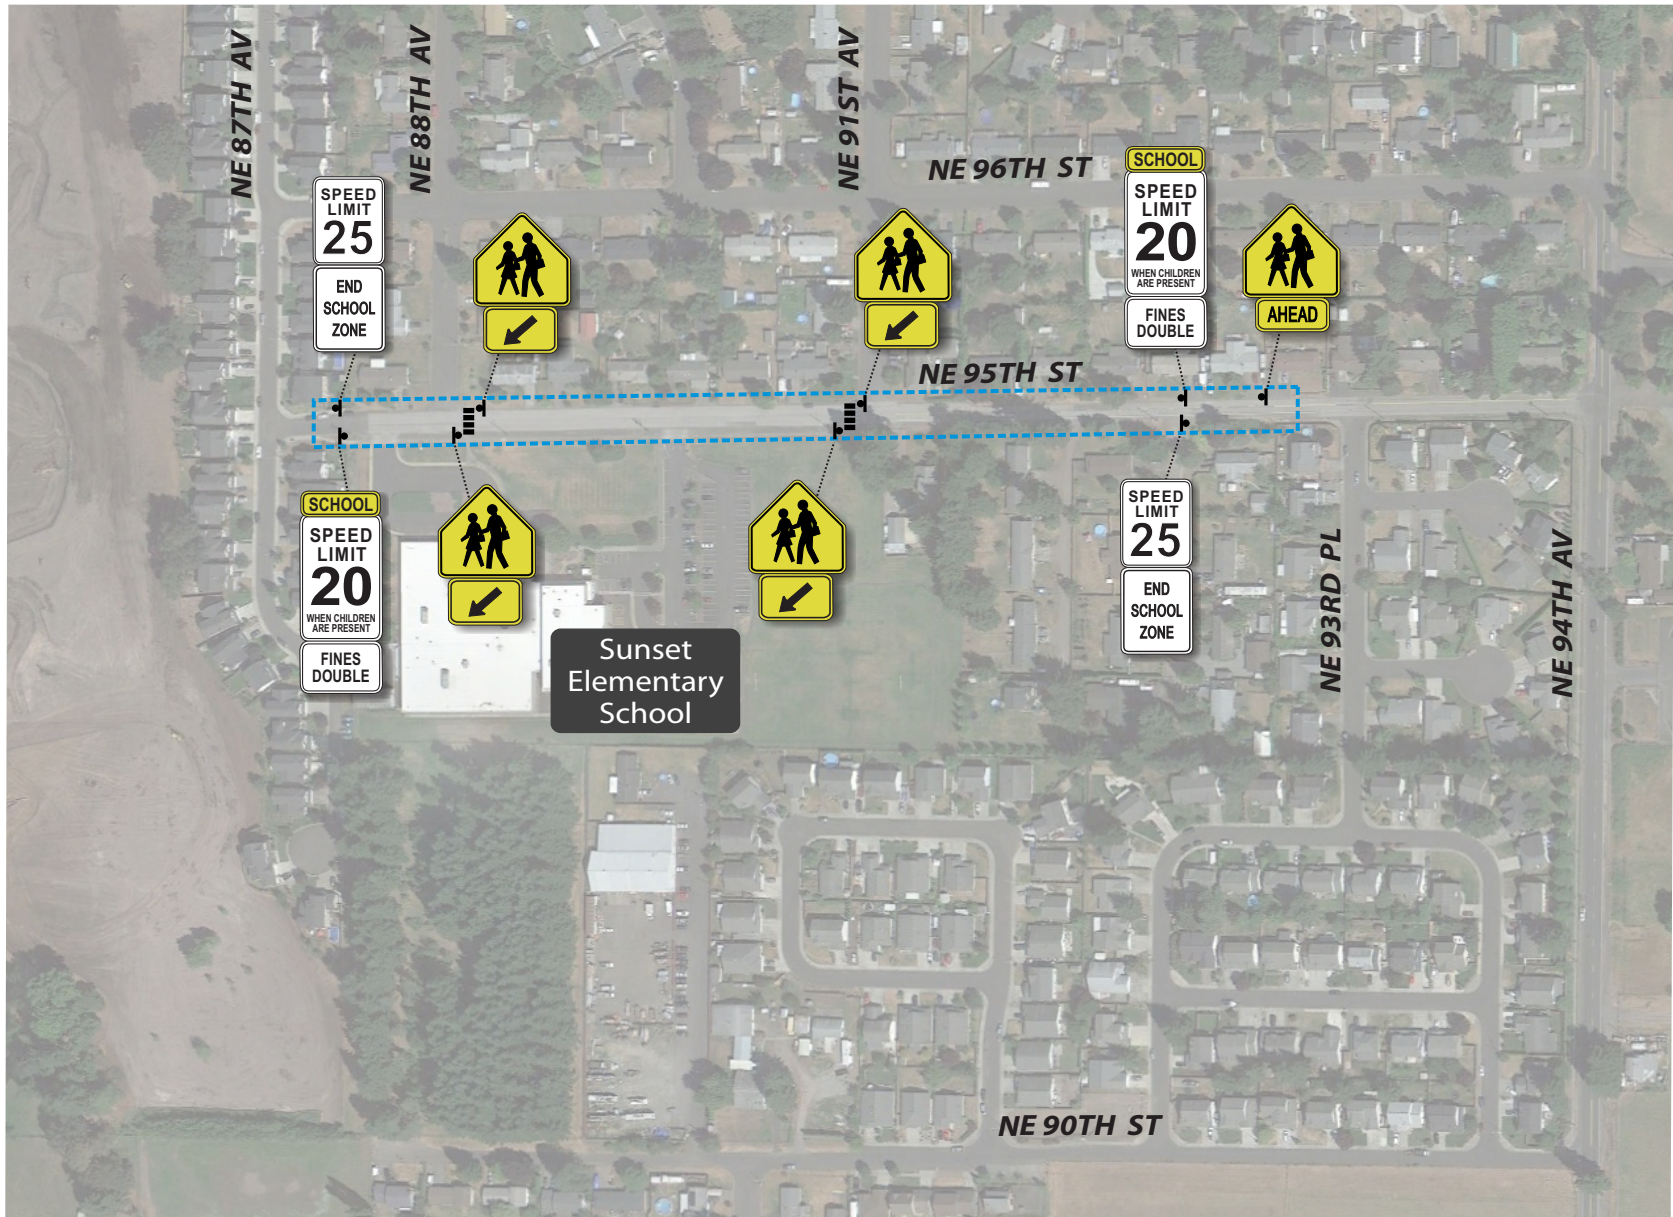 NE 87TH AV
NE 88TH AV
NE 91ST AV
NE 96TH ST
SCHOOL
SPEED
LIMIT
20
WHEN CHILDREN
ARE PRESENT
FINES
DOUBLE
AHEAD
SPEED
LIMIT
25
END
SCHOOL
ZONE
NE 95TH ST
SCHOOL
SPEED
LIMIT
20
WHEN CHILDREN
ARE PRESENT
FINES
DOUBLE
Sunset
Elementary
School
SPEED
LIMIT
25
END
SCHOOL
ZONE
NE 93RD PL
NE 94TH AV
NE 90TH ST